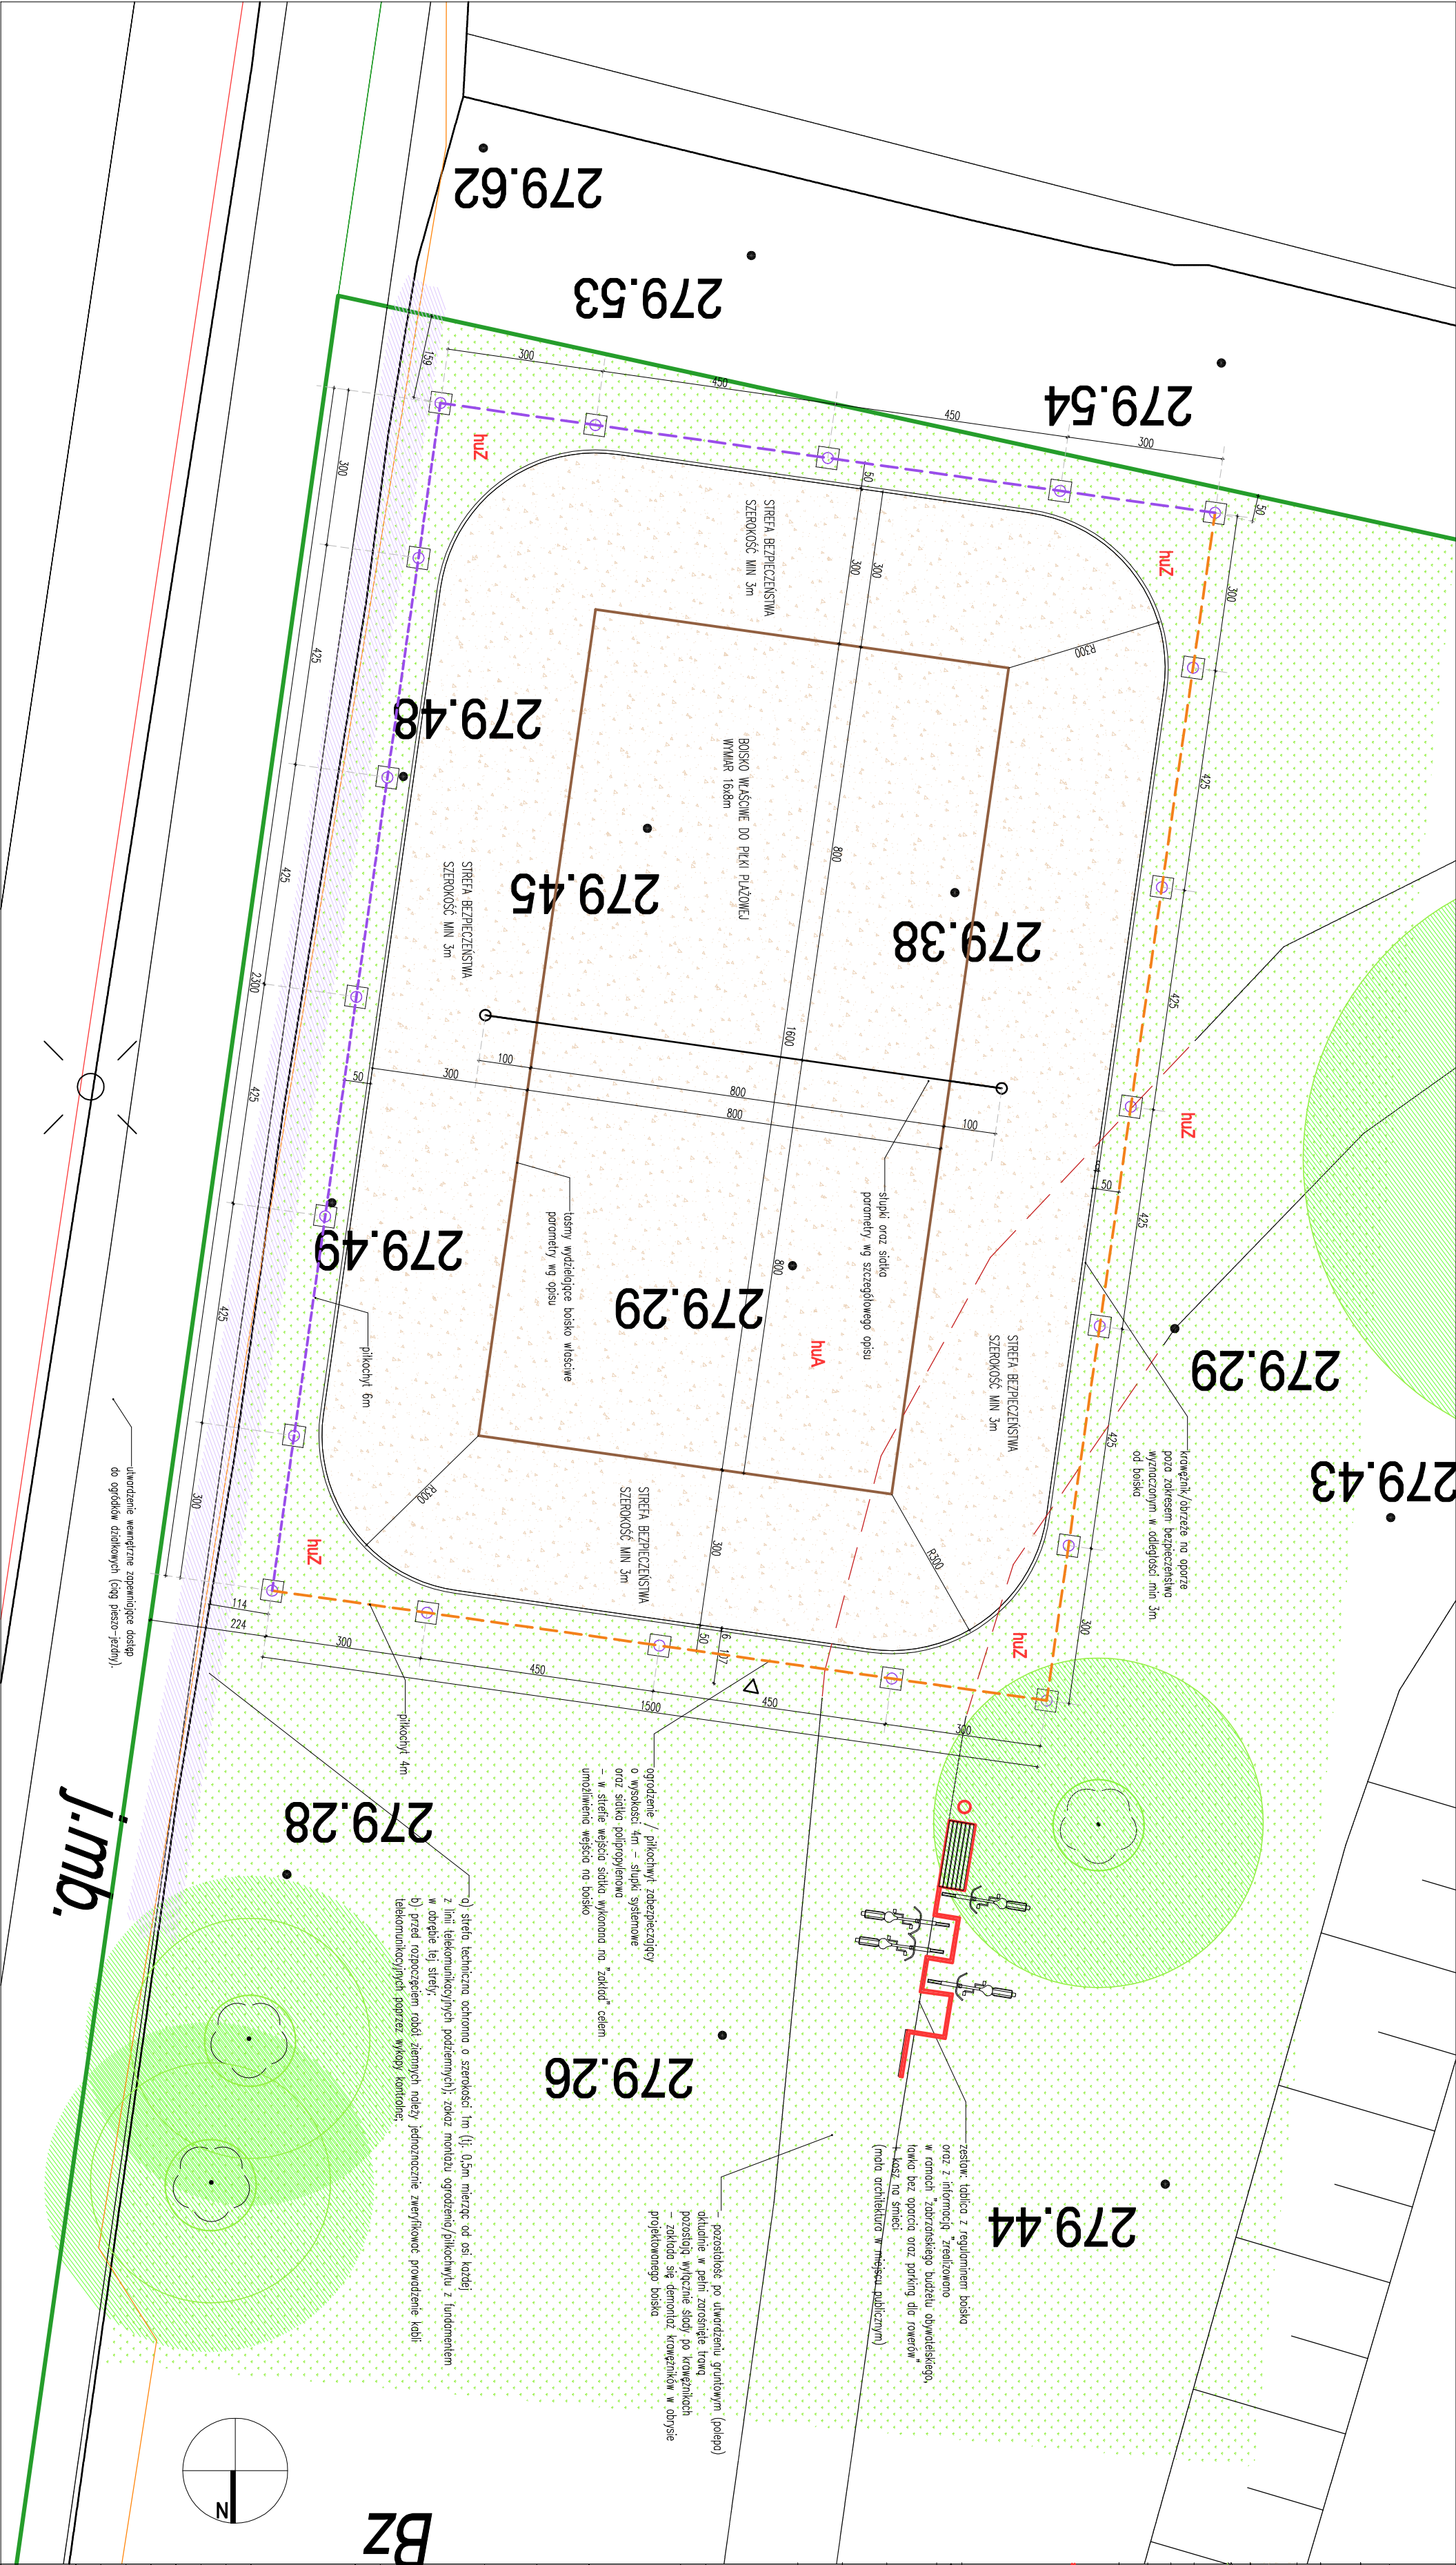 279.62
279.53
279.54
159
300
450
450
300
50
huZ
huZ
300
425
425
425
425
425
300
2300
50
300
300
STREFA BEZPIECZEŃSTWA
SZEROKOŚĆ MIN 3m
R300
300
425
425
425
425
300
279.48
BOISKO WŁAŚCIWE DO PIŁKI PLAŻOWEJ
WYMIAR 16x8m
800
279.45
279.38
STREFA BEZPIECZEŃSTWA
SZEROKOŚĆ MIN 3m
1600
50
300
100
800
800
100
huZ
50
279.49
279.29
800
huA
słupki oraz siatka
parametry wg szczegółowego opisu
taśmy wydzielające boisko właściwe
parametry wg opisu
piłkochyt 6m
STREFA BEZPIECZEŃSTWA
SZEROKOŚĆ MIN 3m
279.29
krawężnik/obrzeże na oporze
poza zakresem bezpieczeństwa
wyznaczonym w odległości min 3m
od boiska
279.43
utwardzenie wewnętrzne zapewniające dostęp
do ogródków działkowych (ciąg pieszo-jezdny).
huZ
R300
STREFA BEZPIECZEŃSTWA
SZEROKOŚĆ MIN 3m
300
R300
huZ
114
224
300
450
50
6
107
450
1500
300
piłkochyt 4m
ogrodzenie / piłkochwyt zabezpieczający
o wysokości 4m - słupki systemowe
oraz siatka polipropylenowa
- w strefie wejścia siatka wykonana na "zakład" celem
umożliwienia wejścia na boisko
j.mb.
279.28
a) strefa techniczna ochronna o szerokości 1m (tj. 0,5m mierząc od osi każdej
z linii telekomunikacyjnych podziemnych); zakaz montażu ogrodzenia/piłkochwytu z fundamentem
w obrębie tej strefy;
b) przed rozpoczęciem robót ziemnych należy jednoznacznie zweryfikować prowadzenie kabli
telekomunikacyjnych poprzez wykopy kontrolne;
279.26
zestaw: tablica z regulaminem boiska
oraz z informacją "zrealizowano
w ramach "zabrzańskiego budżetu obywatelskiego,
ławka bez oparcia oraz parking dla rowerów"
i kosz na śmieci
(mała architektura w miejscu publicznym)
279.44
- pozostałość po utwardzeniu gruntowym (polepa)
aktualnie w pełni zarośnięte trawą
pozostają wyłącznie ślady po krawężnikach
- zakłada się demontaż krawężników w obrysie
projektowanego boiska
N
Bz